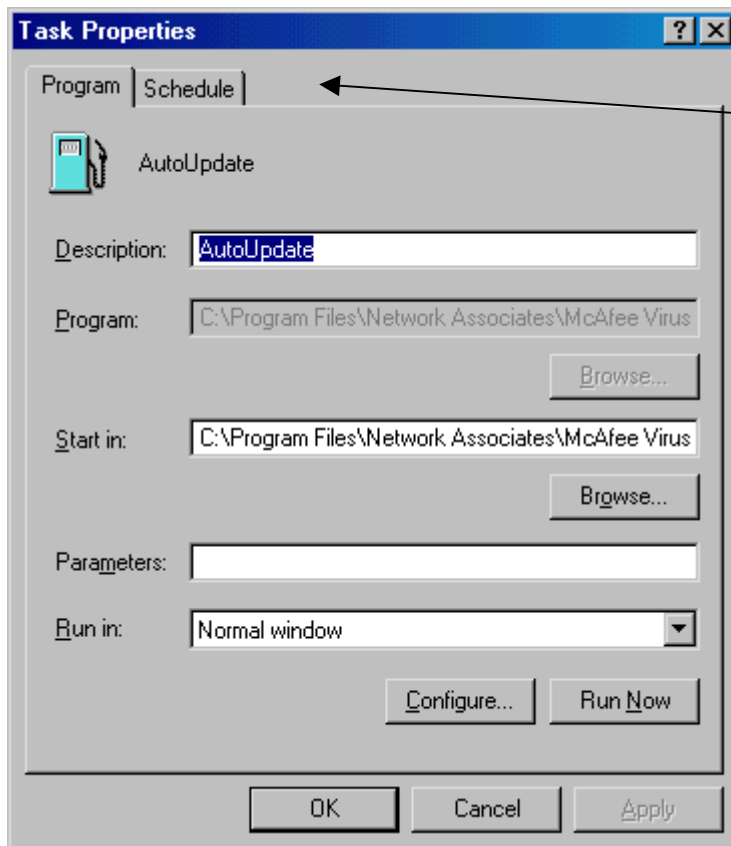 Task Properties
Program Schedule
AutoUpdate
Description: AutoUpdate
Program: C:\Program Files\Network Associates\McAfee Virus
Browse...
Start in: C:\Program Files\Network Associates\McAfee Virus
Browse...
Parameters:
Run in: Normal window
Configure... Run Now
OK Cancel Apply